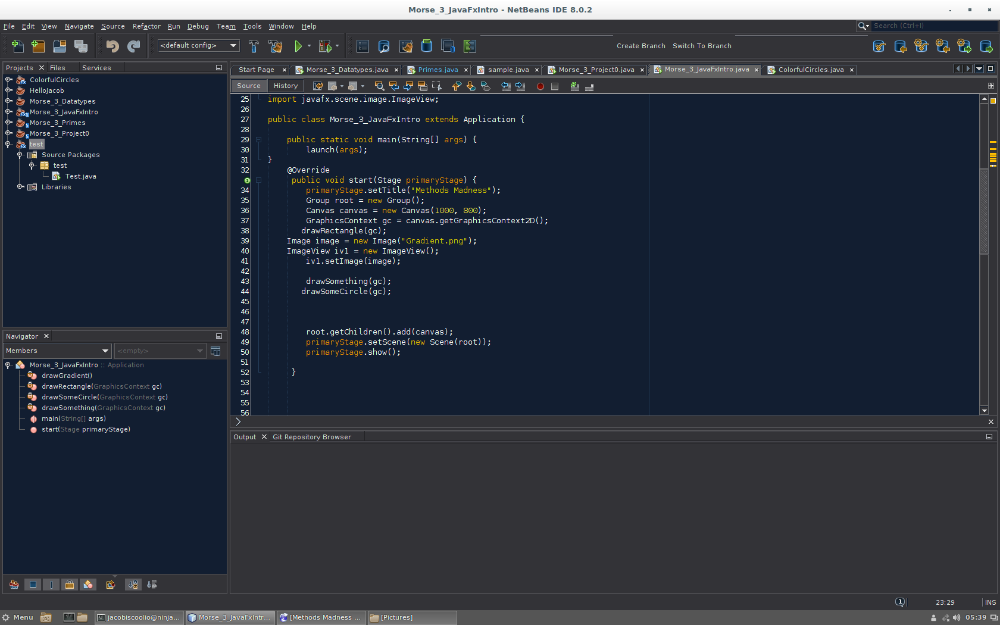 Morse_3_JavaFxIntro - NetBeans IDE 8.0.2
File Edit View Navigate Source Refactor Run Debug Team Tools Window Help
Search (Ctrl+I)
<default config>
Create Branch Switch To Branch
Projects Files Services
ColorfulCircles
HelloJacob
Morse_3_Datatypes
Morse_3_JavaFxIntro
Morse_3_Primes
Morse_3_Project0
test
Source Packages
test
Test.java
Libraries
Navigator
Members <empty>
Morse_3_JavaFxIntro :: Application
drawGradient()
drawRectangle(GraphicsContext gc)
drawSomeCircle(GraphicsContext gc)
drawSomething(GraphicsContext gc)
main(String[] args)
start(Stage primaryStage)
Start Page Morse_3_Datatypes.java Primes.java sample.java Morse_3_Project0.java Morse_3_JavaFxIntro.java ColorfulCircles.java
Source History
25 import javafx.scene.image.ImageView;
26
27 public class Morse_3_JavaFxIntro extends Application {
28
29 public static void main(String[] args) {
30 launch(args);
31 }
32 @Override
public void start(Stage primaryStage) {
34 primaryStage.setTitle("Methods Madness");
35 Group root = new Group();
36 Canvas canvas = new Canvas(1000, 800);
37 GraphicsContext gc = canvas.getGraphicsContext2D();
38 drawRectangle(gc);
39 Image image = new Image("Gradient.png");
40 ImageView iv1 = new ImageView();
41 iv1.setImage(image);
42
43 drawSomething(gc);
44 drawSomeCircle(gc);
45
46
47
48 root.getChildren().add(canvas);
49 primaryStage.setScene(new Scene(root));
50 primaryStage.show();
51
52 }
53
54
55
56
Output Git Repository Browser
1 23:29 INS
Menu jacobiscoolio@ninja... Morse_3_JavaFxIntr... [Methods Madness ... [Pictures] 05:39